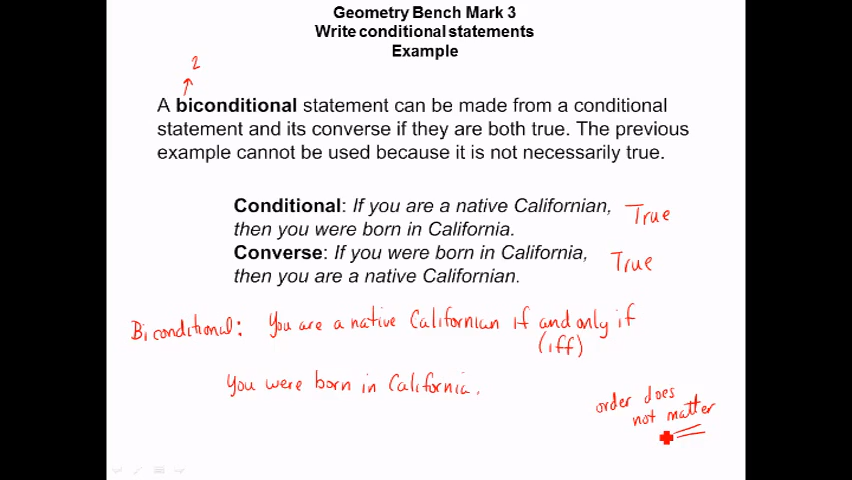 Geometry Bench Mark 3
Write conditional statements
Example
2
A biconditional statement can be made from a conditional
statement and its converse if they are both true. The previous
example cannot be used because it is not necessarily true.
Conditional: If you are a native Californian, True
then you were born in California.
Converse: If you were born in California, True
then you are a native Californian.
Biconditional: You are a native Californian if and only if
(iff)
You were born in California.
order does
not matter